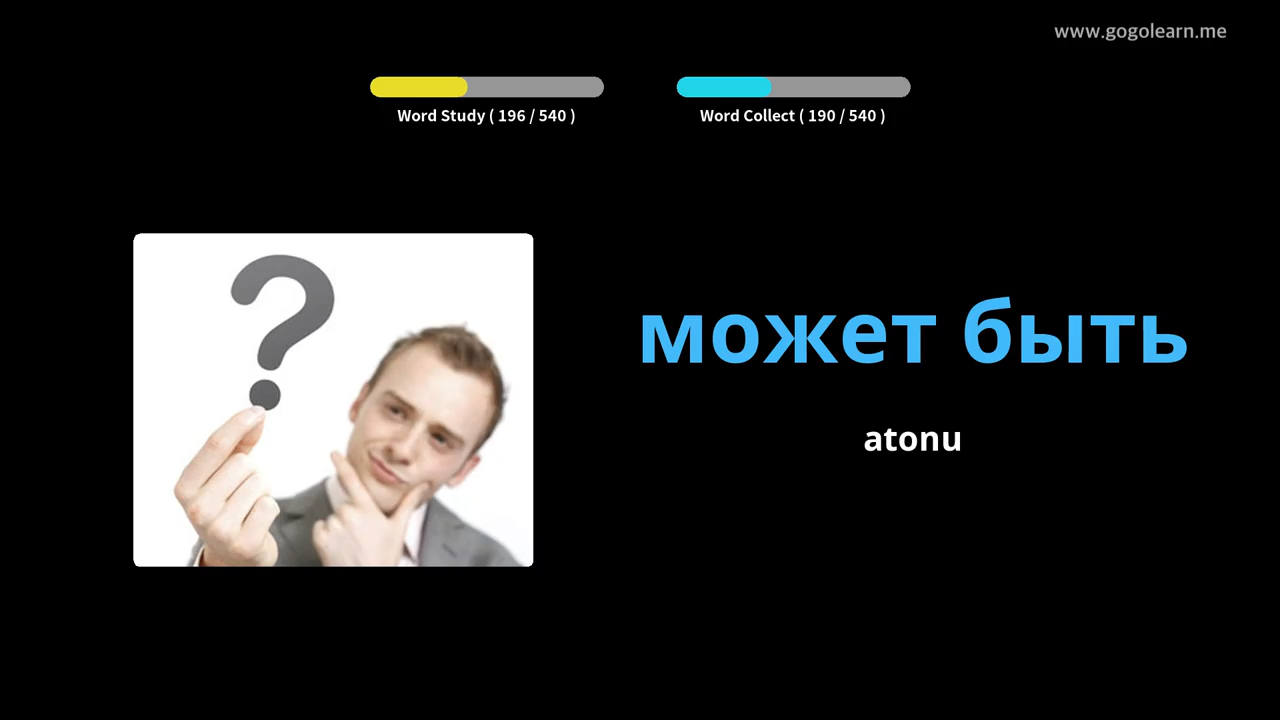 www.gogolearn.me
Word Study ( 196 / 540 )
Word Collect ( 190 / 540 )
может быть
atonu